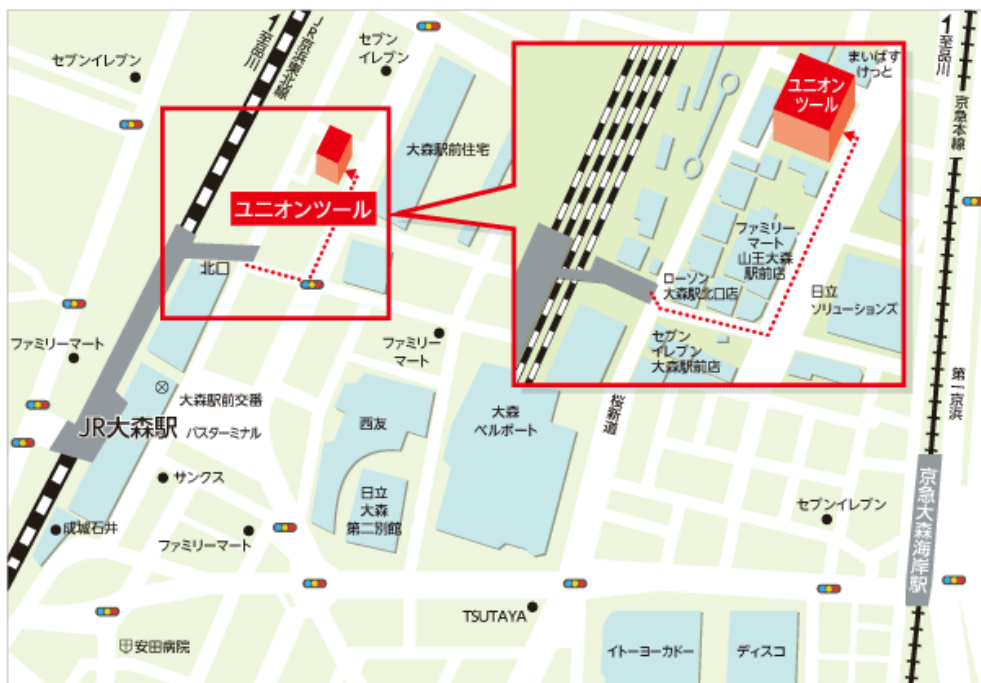 セブンイレブン
1
至品川
JR京浜東北線
セブン
イレブン
大森駅前住宅
ユニオンツール
北口
ファミリーマート
ファミリー
マート
大森駅前交番
JR大森駅
バスターミナル
サンクス
成城石井
ファミリーマート
西友
日立
大森
第二別館
大森
ベルポート
桜新道
TSUTAYA
安田病院
イトーヨーカドー
ディスコ
セブンイレブン
京急大森海岸駅
第一京浜
京急本線
1
至品川
まいばす
けっと
ユニオン
ツール
ファミリー
マート
山王大森
駅前店
ローソン
大森駅北口店
日立
ソリューションズ
セブン
イレブン
大森駅前店